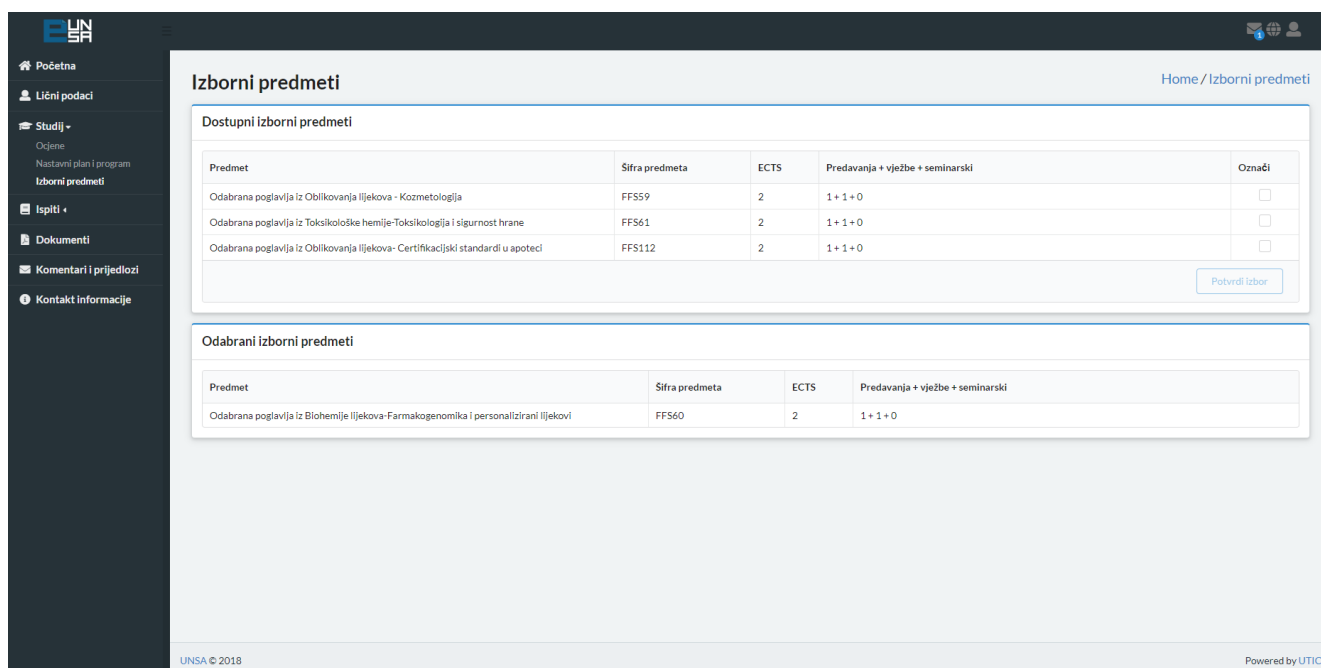 eUNSA
1
Početna
Lični podaci
Studij
Ocjene
Nastavni plan i program
Izborni predmeti
Ispiti
Dokumenti
Komentari i prijedlozi
Kontakt informacije
Izborni predmeti
Home / Izborni predmeti
Dostupni izborni predmeti
Predmet Šifra predmeta ECTS Predavanja + vježbe + seminarski Označi
Odabrana poglavlja iz Oblikovanja lijekova - Kozmetologija FFS59 2 1 + 1 + 0
Odabrana poglavlja iz Toksikološke hemije-Toksikologija i sigurnost hrane FFS61 2 1 + 1 + 0
Odabrana poglavlja iz Oblikovanja lijekova- Certifikacijski standardi u apoteci FFS112 2 1 + 1 + 0
Potvrdi izbor
Odabrani izborni predmeti
Predmet Šifra predmeta ECTS Predavanja + vježbe + seminarski
Odabrana poglavlja iz Biohemije lijekova-Farmakogenomika i personalizirani lijekovi FFS60 2 1 + 1 + 0
UNSA © 2018
Powered by UTIC